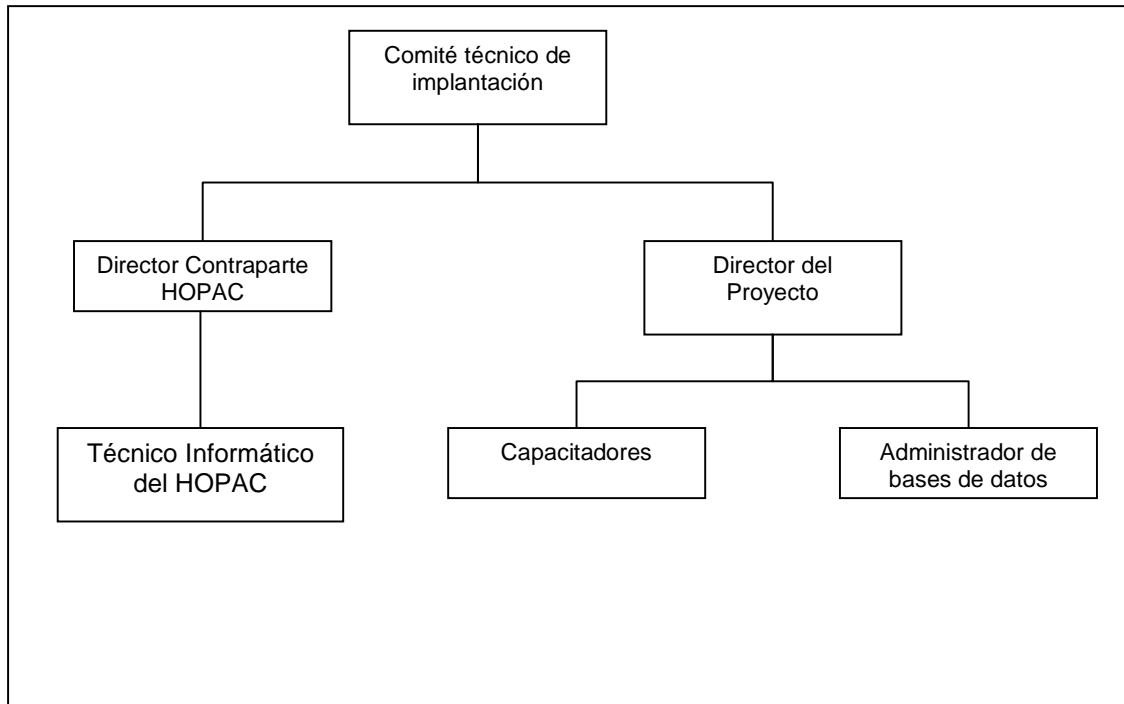 Comité técnico de
implantación
Director Contraparte
HOPAC
Director del
Proyecto
Técnico Informático
del HOPAC
Capacitadores
Administrador de
bases de datos